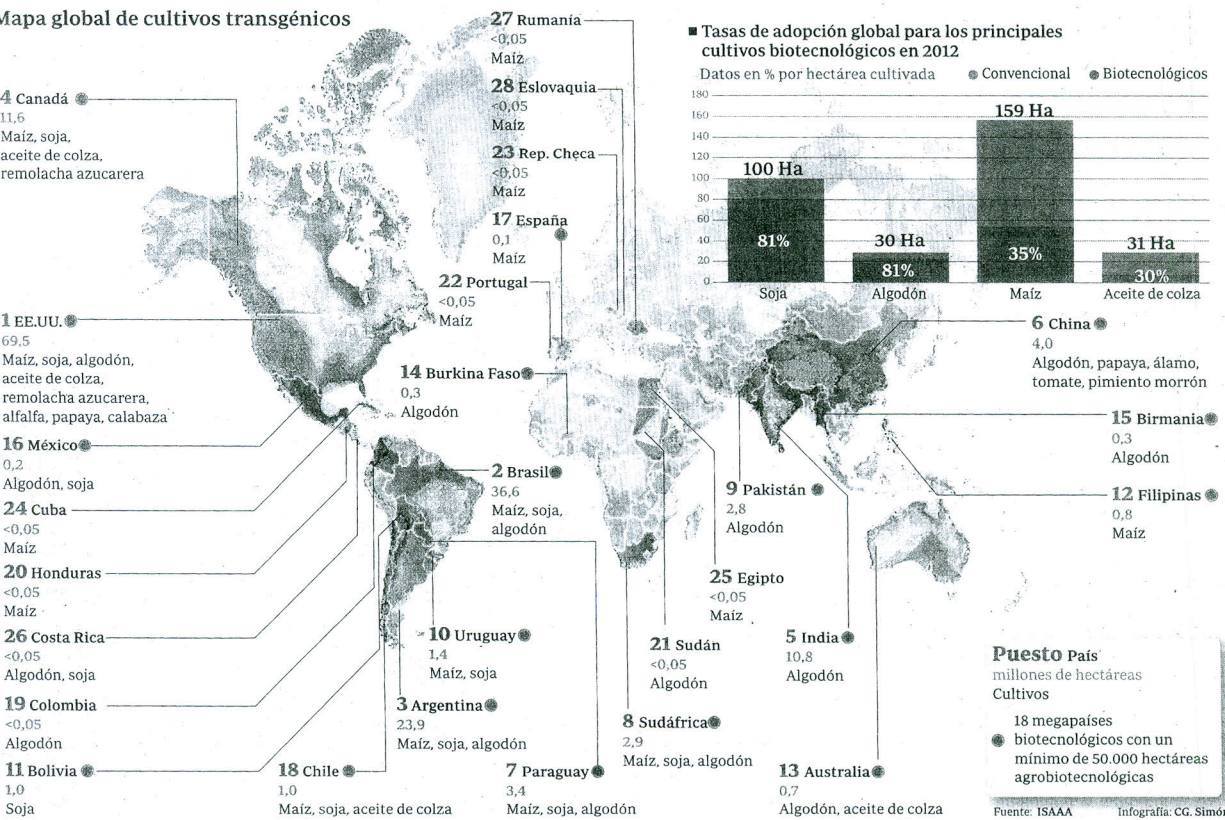 Mapa global de cultivos transgénicos
27 Rumanía
<0,05
Maíz
28 Eslovaquia
<0,05
Maíz
23 Rep. Checa
<0,05
Maíz
17 España
0,1
Maíz
22 Portugal
<0,05
Maíz
14 Burkina Faso
0,3
Algodón
4 Canadá
11,6
Maíz, soja,
aceite de colza,
remolacha azucarera
1 EE.UU.
69,5
Maíz, soja, algodón,
aceite de colza,
remolacha azucarera,
alfalfa, papaya, calabaza
16 México
0,2
Algodón, soja
24 Cuba
<0,05
Maíz
20 Honduras
<0,05
Maíz
26 Costa Rica
<0,05
Algodón, soja
19 Colombia
<0,05
Algodón
11 Bolivia
1,0
Soja
18 Chile
1,0
Maíz, soja, aceite de colza
2 Brasil
36,6
Maíz, soja,
algodón
10 Uruguay
1,4
Maíz, soja
3 Argentina
23,9
Maíz, soja, algodón
7 Paraguay
3,4
Maíz, soja, algodón
8 Sudáfrica
2,9
Maíz, soja, algodón
21 Sudán
<0,05
Algodón
25 Egipto
<0,05
Maíz
9 Pakistán
2,8
Algodón
5 India
10,8
Algodón
13 Australia
0,7
Algodón, aceite de colza
6 China
4,0
Algodón, papaya, álamo,
tomate, pimiento morrón
15 Birmania
0,3
Algodón
12 Filipinas
0,8
Maíz
Tasas de adopción global para los principales
cultivos biotecnológicos en 2012
Datos en % por hectárea cultivada Convencional Biotecnológicos
180
160
140
120
100
80
60
40
20
0
100 Ha
81%
Soja
30 Ha
81%
Algodón
159 Ha
35%
Maíz
31 Ha
30%
Aceite de colza
Puesto País
millones de hectáreas
Cultivos
18 megapaíses
biotecnológicos con un
mínimo de 50.000 hectáreas
agrobiotecnológicas
Fuente: ISAAA Infografía: CG. Simón